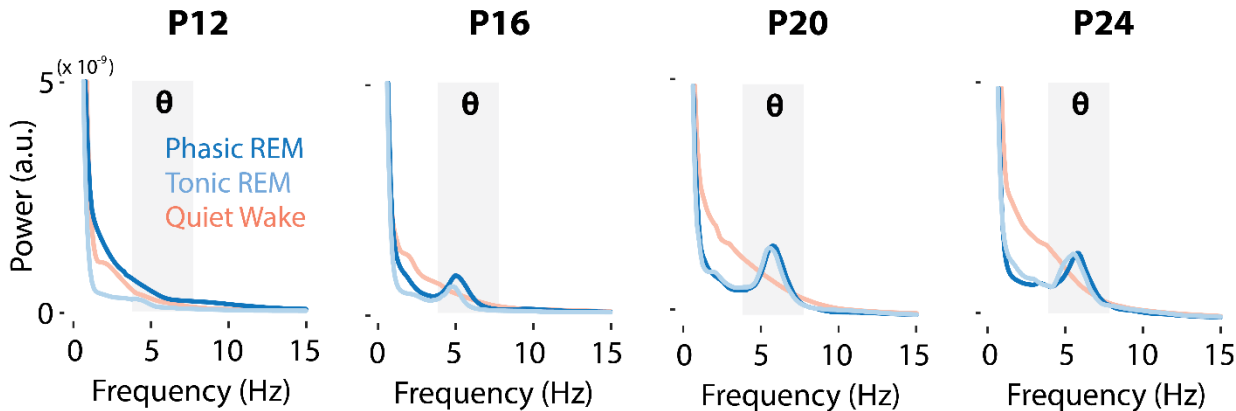 P12 P16 P20 P24
(x 10⁻⁹)
5
θ θ θ θ
Phasic REM
Tonic REM
Quiet Wake
Power (a.u.)
0
0 5 10 15 0 5 10 15 0 5 10 15 0 5 10 15
Frequency (Hz) Frequency (Hz) Frequency (Hz) Frequency (Hz)